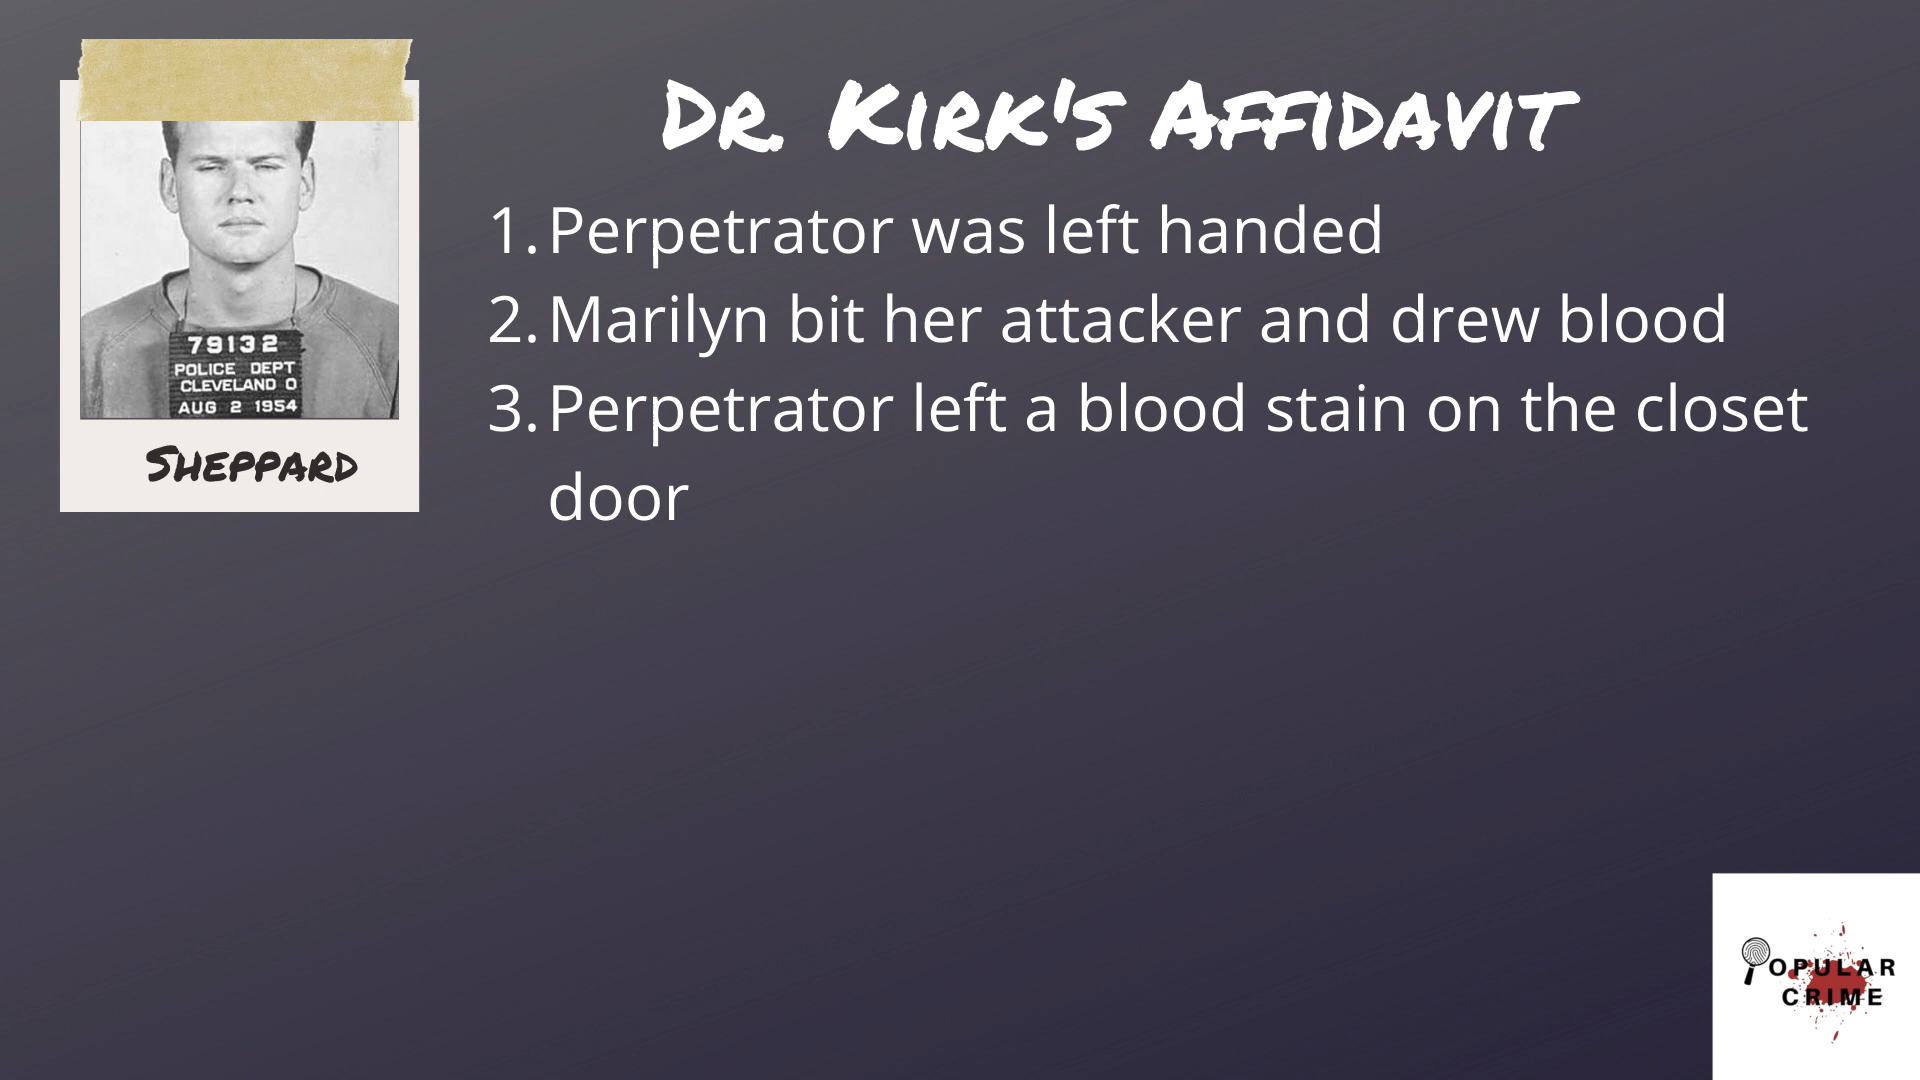 Dr. Kirk's Affidavit
1. Perpetrator was left handed
2. Marilyn bit her attacker and drew blood
3. Perpetrator left a blood stain on the closet
door
79132
POLICE DEPT
CLEVELAND O
AUG 2 1954
Sheppard
POPULAR
CRIME